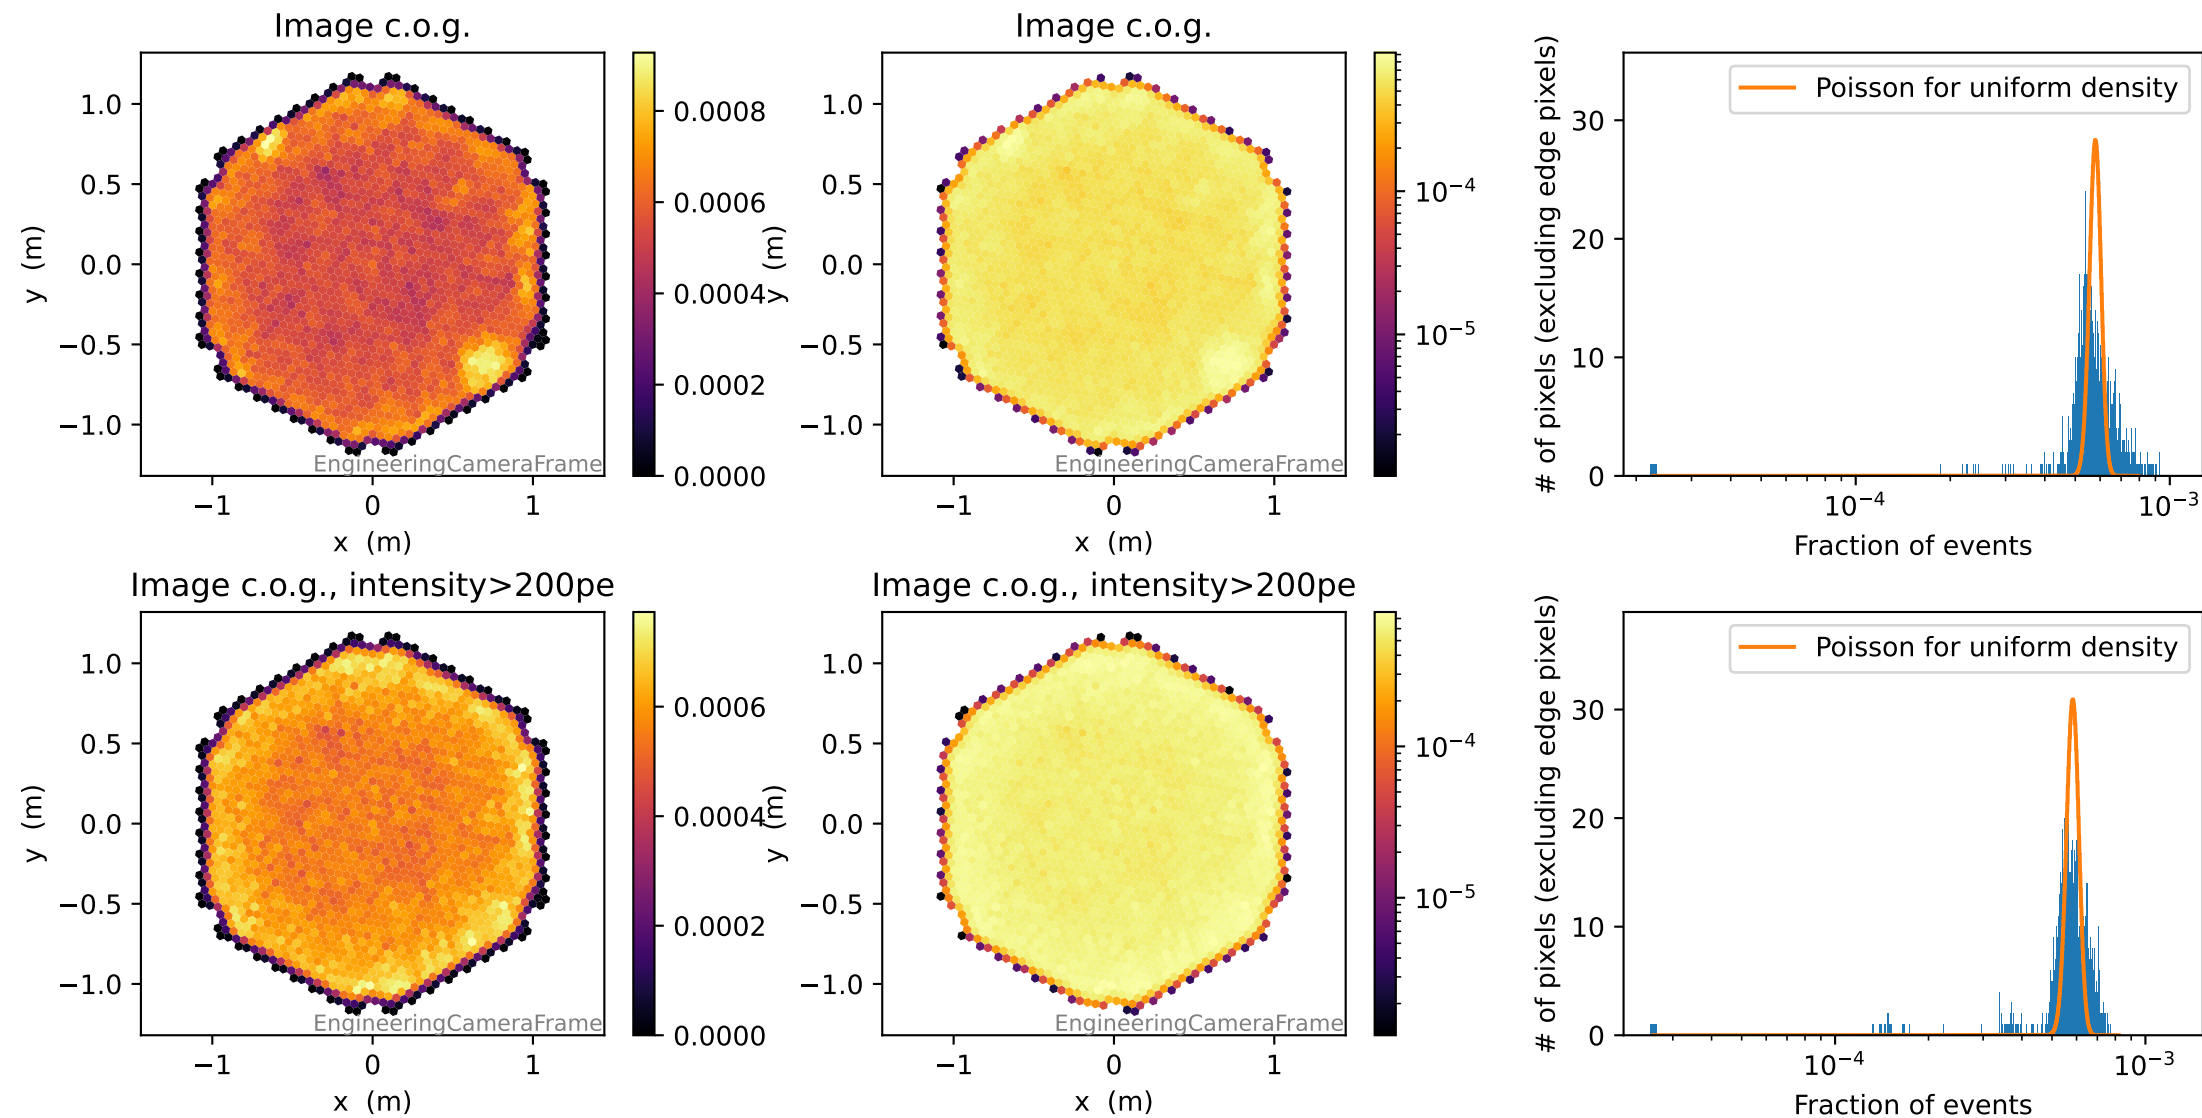 Image c.o.g.
1.0
0.5
0.0
−0.5
−1.0
y (m)
−1
0
1
x (m)
EngineeringCameraFrame
0.0008
0.0006
0.0004
0.0002
0.0000
Image c.o.g.
1.0
0.5
0.0
−0.5
−1.0
y (m)
−1
0
1
x (m)
EngineeringCameraFrame
10−4
10−5
# of pixels (excluding edge pixels)
30
20
10
0
Poisson for uniform density
10−4
10−3
Fraction of events
Image c.o.g., intensity>200pe
1.0
0.5
0.0
−0.5
−1.0
y (m)
−1
0
1
x (m)
EngineeringCameraFrame
0.0006
0.0004
0.0002
0.0000
Image c.o.g., intensity>200pe
1.0
0.5
0.0
−0.5
−1.0
y (m)
−1
0
1
x (m)
EngineeringCameraFrame
10−4
10−5
# of pixels (excluding edge pixels)
30
20
10
0
Poisson for uniform density
10−4
10−3
Fraction of events